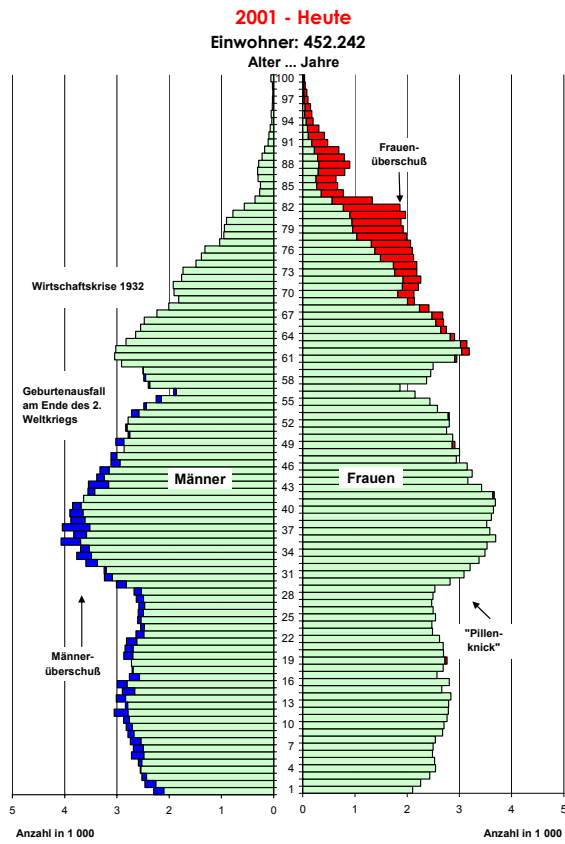 2001 - Heute
Einwohner: 452.242
Alter ... Jahre
100
97
94
91
88
85
82
79
76
73
70
67
64
61
58
55
52
49
46
43
40
37
34
31
28
25
22
19
16
13
10
7
4
1
Frauen-
überschuß
Wirtschaftskrise 1932
Geburtenausfall
am Ende des 2.
Weltkriegs
Männer
Frauen
Männer-
überschuß
"Pillen-
knick"
5 4 3 2 1 0 0 1 2 3 4 5
Anzahl in 1 000 Anzahl in 1 000